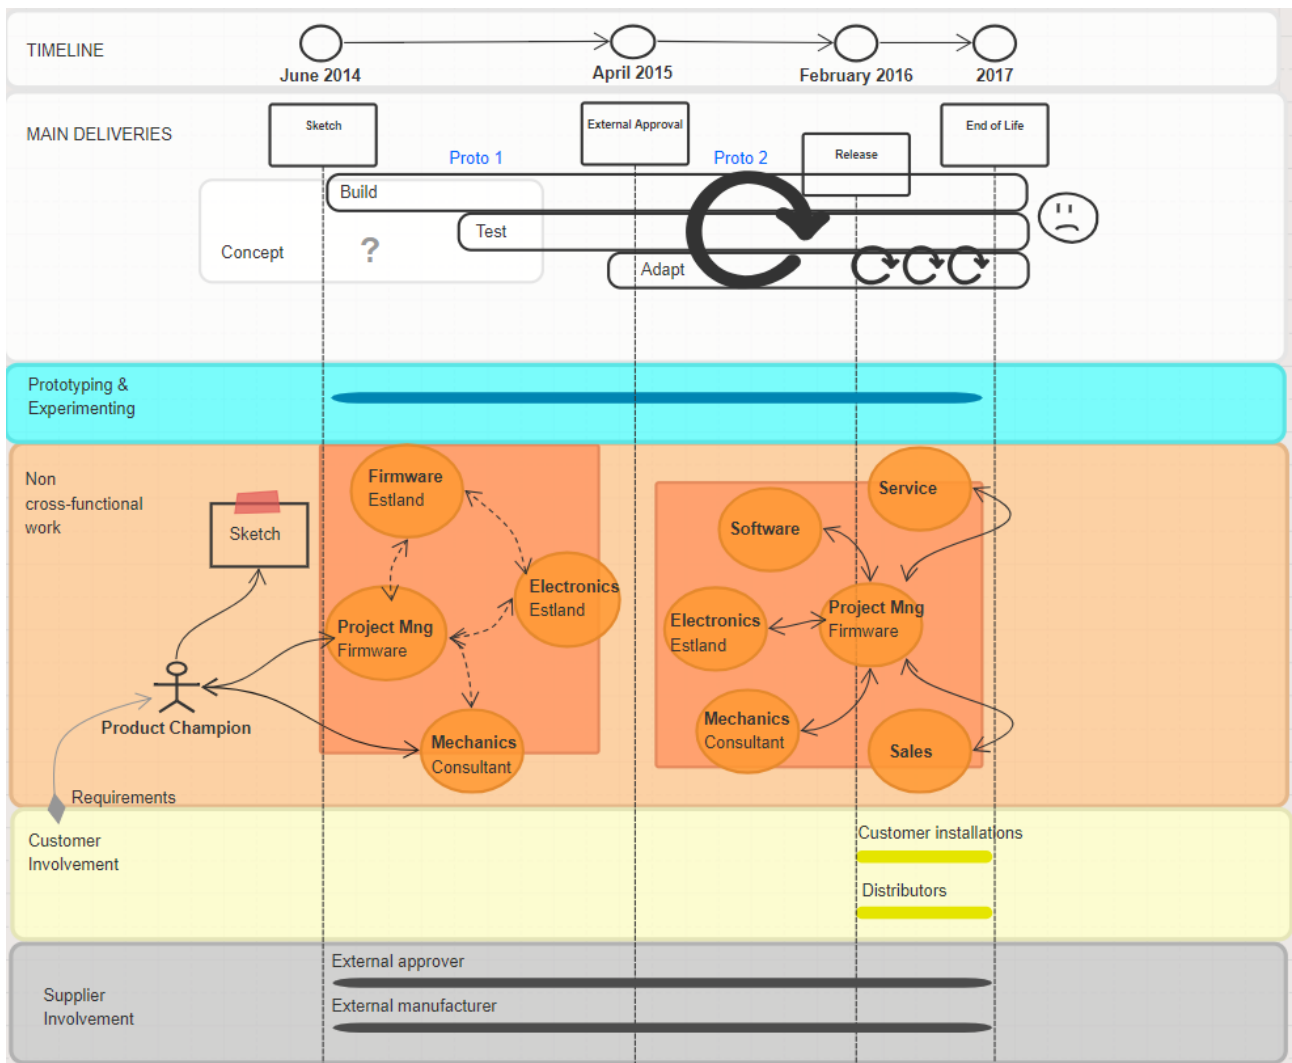 TIMELINE
June 2014
April 2015
February 2016
2017
MAIN DELIVERIES
Sketch
External Approval
Release
End of Life
Proto 1
Proto 2
Build
Test
Adapt
Concept
?
Prototyping &
Experimenting
Non
cross-functional
work
Sketch
Firmware
Estland
Electronics
Estland
Project Mng
Firmware
Mechanics
Consultant
Product Champion
Requirements
Service
Software
Electronics
Estland
Project Mng
Firmware
Mechanics
Consultant
Sales
Customer
Involvement
Customer installations
Distributors
Supplier
Involvement
External approver
External manufacturer